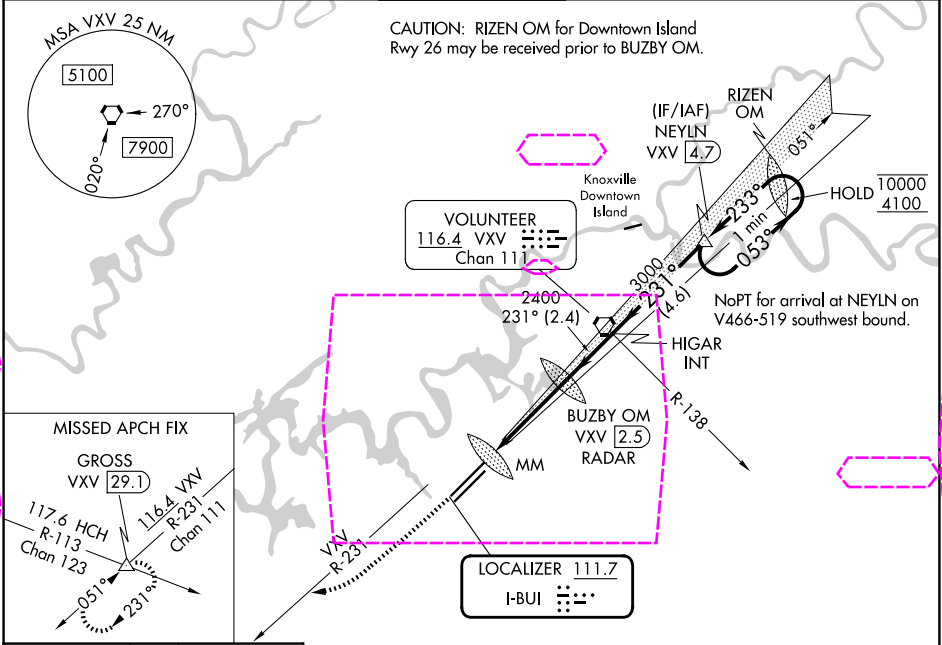 MSA VXV 25 NM
5100
270°
7900
020°
CAUTION: RIZEN OM for Downtown Island
Rwy 26 may be received prior to BUZBY OM.
RIZEN
OM
(IF/IAF)
NEYLN
VXV 4.7
051°
Knoxville
Downtown
Island
HOLD
10000
4100
233°
1 min
053°
VOLUNTEER
116.4 VXV
Chan 111
3000
231°
(4.6)
NoPT for arrival at NEYLN on
V466-519 southwest bound.
2400
231° (2.4)
HIGAR
INT
R-138
BUZBY OM
VXV 2.5
RADAR
MM
VXV
R-231
LOCALIZER 111.7
I-BUI
MISSED APCH FIX
GROSS
VXV 29.1
116.4 VXV
R-231
Chan 111
117.6 HCH
R-113
Chan 123
051°
231°